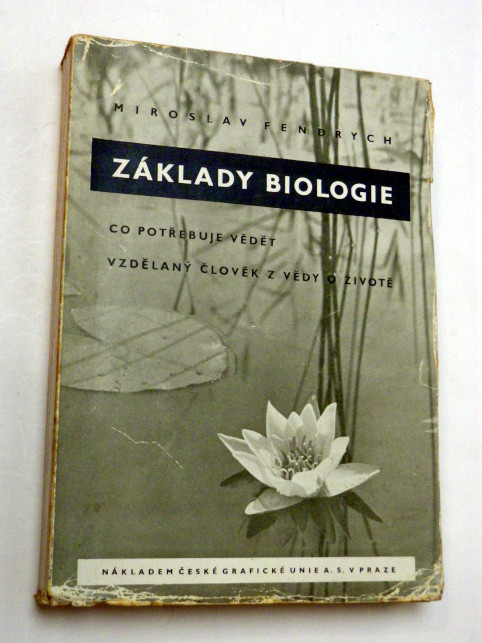 MIROSLAV FENDRYCH
ZÁKLADY BIOLOGIE
CO POTŘEBUJE VĚDĚT
VZDĚLANÝ ČLOVĚK Z VĚDY O ŽIVOTĚ
NÁKLADEM ČESKÉ GRAFICKÉ UNIE A. S. V PRAZE